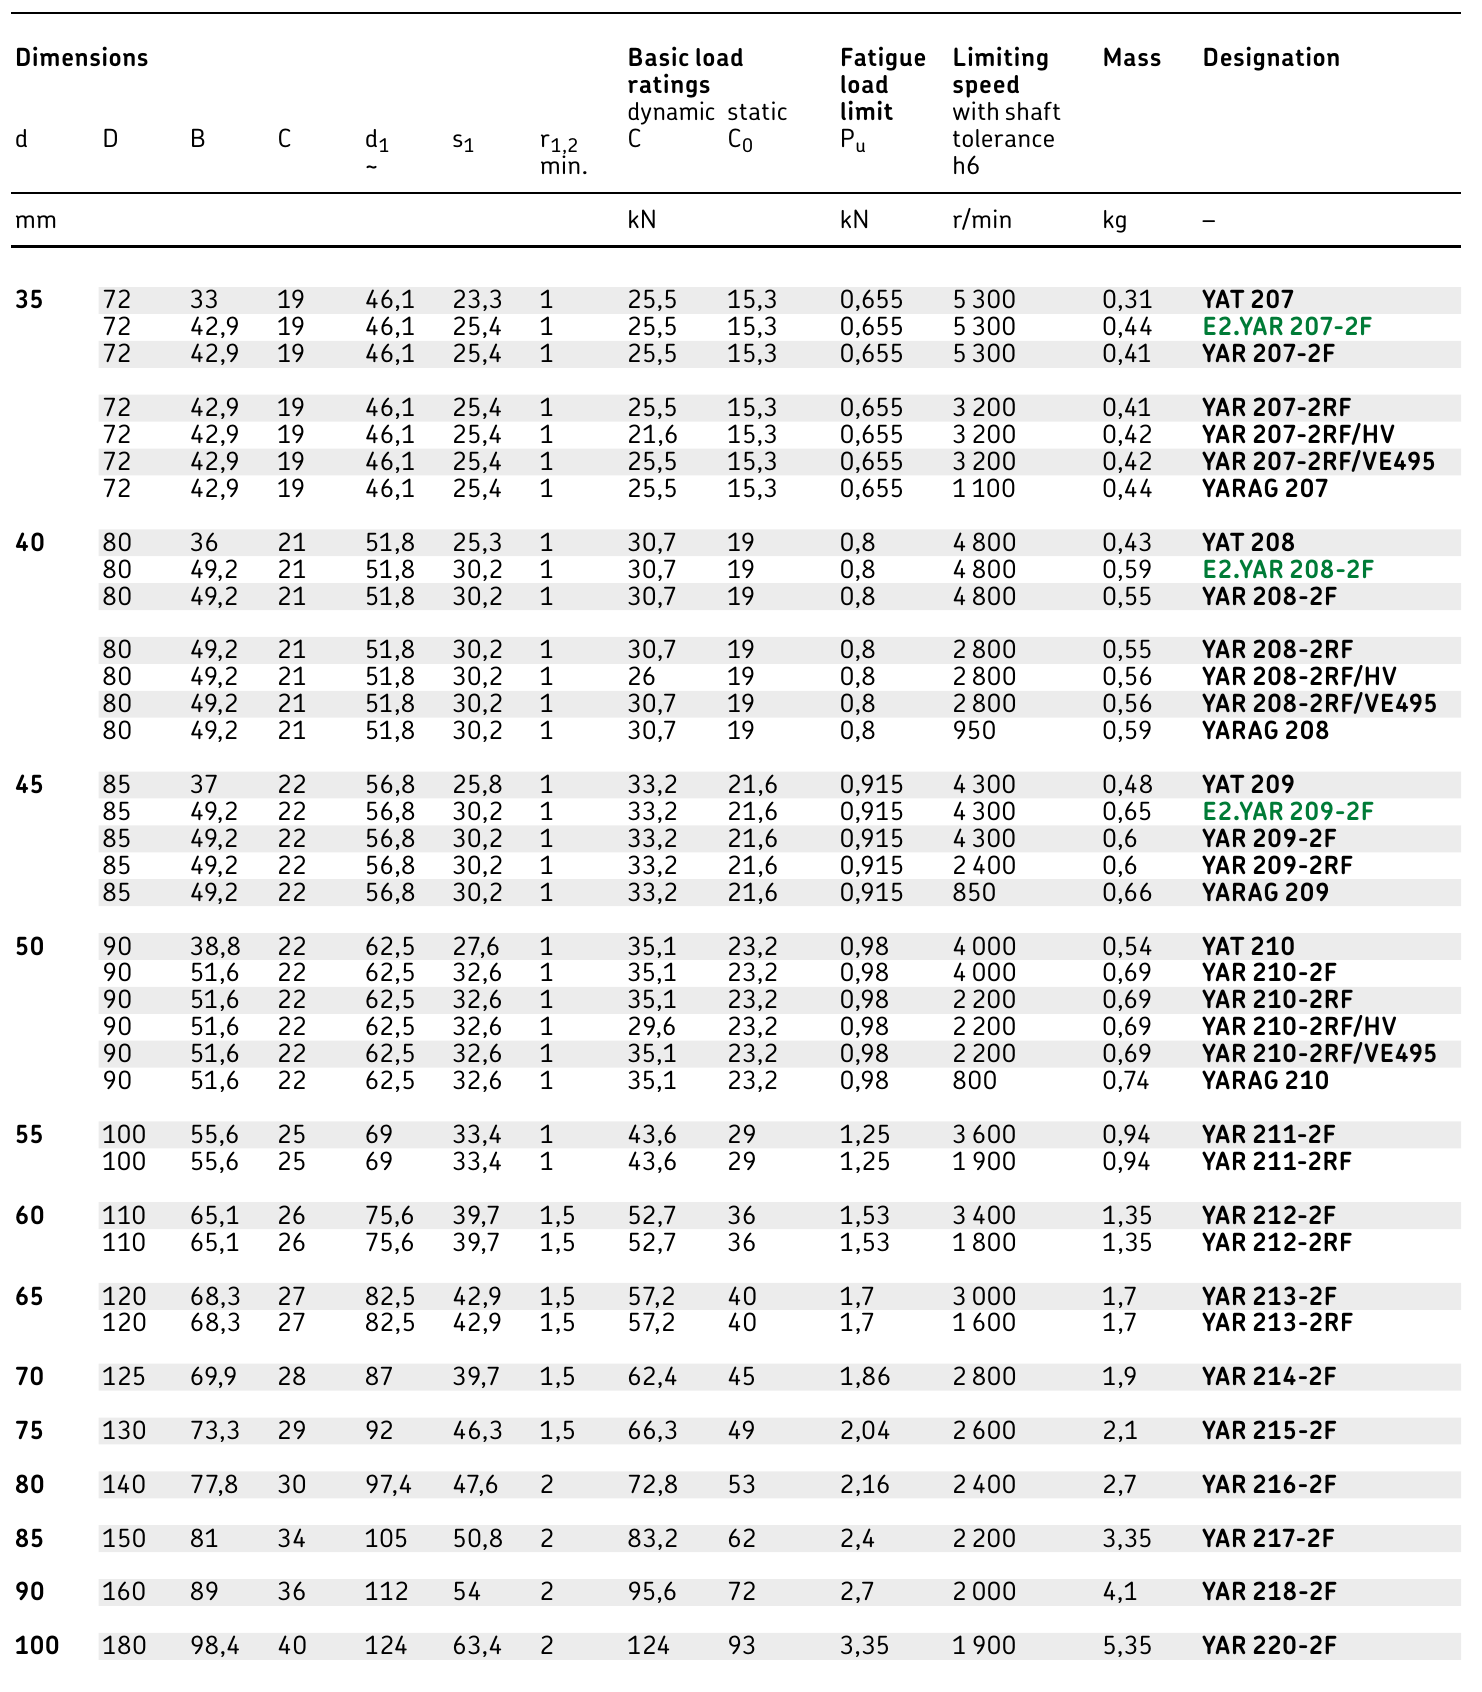 Dimensions Basic load Fatigue Limiting Mass Designation
ratings load speed
dynamic static limit with shaft
d D B C d1 s1 r1,2 C C0 Pu tolerance
~ min. h6
mm kN kN r/min kg –
35 72 33 19 46,1 23,3 1 25,5 15,3 0,655 5 300 0,31 YAT 207
72 42,9 19 46,1 25,4 1 25,5 15,3 0,655 5 300 0,44 E2.YAR 207-2F
72 42,9 19 46,1 25,4 1 25,5 15,3 0,655 5 300 0,41 YAR 207-2F
72 42,9 19 46,1 25,4 1 25,5 15,3 0,655 3 200 0,41 YAR 207-2RF
72 42,9 19 46,1 25,4 1 21,6 15,3 0,655 3 200 0,42 YAR 207-2RF/HV
72 42,9 19 46,1 25,4 1 25,5 15,3 0,655 3 200 0,42 YAR 207-2RF/VE495
72 42,9 19 46,1 25,4 1 25,5 15,3 0,655 1 100 0,44 YARAG 207
40 80 36 21 51,8 25,3 1 30,7 19 0,8 4 800 0,43 YAT 208
80 49,2 21 51,8 30,2 1 30,7 19 0,8 4 800 0,59 E2.YAR 208-2F
80 49,2 21 51,8 30,2 1 30,7 19 0,8 4 800 0,55 YAR 208-2F
80 49,2 21 51,8 30,2 1 30,7 19 0,8 2 800 0,55 YAR 208-2RF
80 49,2 21 51,8 30,2 1 26 19 0,8 2 800 0,56 YAR 208-2RF/HV
80 49,2 21 51,8 30,2 1 30,7 19 0,8 2 800 0,56 YAR 208-2RF/VE495
80 49,2 21 51,8 30,2 1 30,7 19 0,8 950 0,59 YARAG 208
45 85 37 22 56,8 25,8 1 33,2 21,6 0,915 4 300 0,48 YAT 209
85 49,2 22 56,8 30,2 1 33,2 21,6 0,915 4 300 0,65 E2.YAR 209-2F
85 49,2 22 56,8 30,2 1 33,2 21,6 0,915 4 300 0,6 YAR 209-2F
85 49,2 22 56,8 30,2 1 33,2 21,6 0,915 2 400 0,6 YAR 209-2RF
85 49,2 22 56,8 30,2 1 33,2 21,6 0,915 850 0,66 YARAG 209
50 90 38,8 22 62,5 27,6 1 35,1 23,2 0,98 4 000 0,54 YAT 210
90 51,6 22 62,5 32,6 1 35,1 23,2 0,98 4 000 0,69 YAR 210-2F
90 51,6 22 62,5 32,6 1 35,1 23,2 0,98 2 200 0,69 YAR 210-2RF
90 51,6 22 62,5 32,6 1 29,6 23,2 0,98 2 200 0,69 YAR 210-2RF/HV
90 51,6 22 62,5 32,6 1 35,1 23,2 0,98 2 200 0,69 YAR 210-2RF/VE495
90 51,6 22 62,5 32,6 1 35,1 23,2 0,98 800 0,74 YARAG 210
55 100 55,6 25 69 33,4 1 43,6 29 1,25 3 600 0,94 YAR 211-2F
100 55,6 25 69 33,4 1 43,6 29 1,25 1 900 0,94 YAR 211-2RF
60 110 65,1 26 75,6 39,7 1,5 52,7 36 1,53 3 400 1,35 YAR 212-2F
110 65,1 26 75,6 39,7 1,5 52,7 36 1,53 1 800 1,35 YAR 212-2RF
65 120 68,3 27 82,5 42,9 1,5 57,2 40 1,7 3 000 1,7 YAR 213-2F
120 68,3 27 82,5 42,9 1,5 57,2 40 1,7 1 600 1,7 YAR 213-2RF
70 125 69,9 28 87 39,7 1,5 62,4 45 1,86 2 800 1,9 YAR 214-2F
75 130 73,3 29 92 46,3 1,5 66,3 49 2,04 2 600 2,1 YAR 215-2F
80 140 77,8 30 97,4 47,6 2 72,8 53 2,16 2 400 2,7 YAR 216-2F
85 150 81 34 105 50,8 2 83,2 62 2,4 2 200 3,35 YAR 217-2F
90 160 89 36 112 54 2 95,6 72 2,7 2 000 4,1 YAR 218-2F
100 180 98,4 40 124 63,4 2 124 93 3,35 1 900 5,35 YAR 220-2F